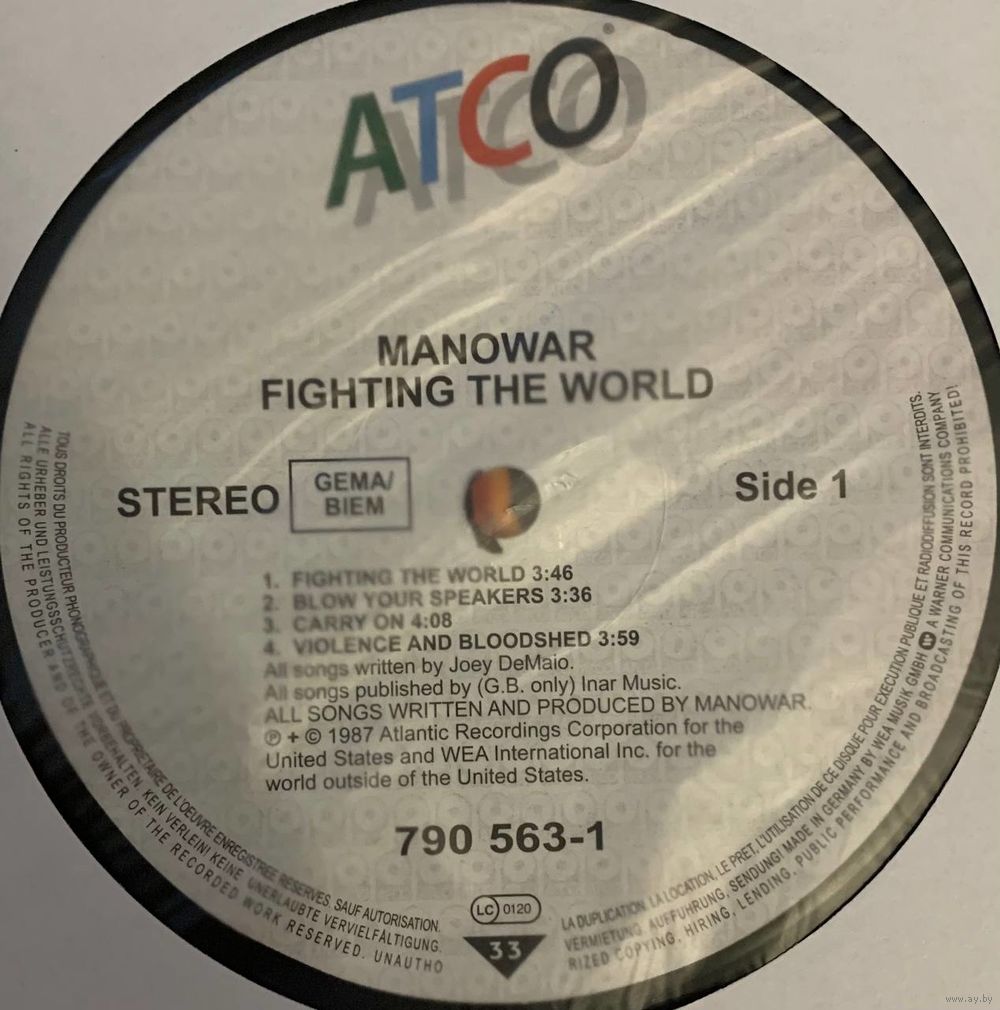 ATCO
MANOWAR
FIGHTING THE WORLD
STEREO
GEMA/
BIEM
Side 1
1. FIGHTING THE WORLD 3:46
2. BLOW YOUR SPEAKERS 3:36
3. CARRY ON 4:08
4. VIOLENCE AND BLOODSHED 3:59
All songs written by Joey DeMaio.
All songs published by (G.B. only) Inar Music.
ALL SONGS WRITTEN AND PRODUCED BY MANOWAR.
℗ + © 1987 Atlantic Recordings Corporation for the
United States and WEA International Inc. for the
world outside of the United States.
790 563-1
LC 0120
33
TOUS DROITS DU PRODUCTEUR PHONOGRAPHIQUE ET DU PROPRIETAIRE DE L'OEUVRE ENREGISTREE RESERVES. SAUF AUTORISATION.
LA DUPLICATION, LA LOCATION, LE PRET, L'UTILISATION DE CE DISQUE POUR EXECUTION PUBLIQUE ET RADIODIFFUSION SONT INTERDITS.
ALLE URHEBER UND LEISTUNGSSCHUTZRECHTE VORBEHALTEN. KEIN VERLEIH! KEINE UNERLAUBTE VERVIELFÄLTIGUNG.
VERMIETUNG, AUFFUHRUNG, SENDUNG! MADE IN GERMANY BY WEA MUSIK GMBH A WARNER COMMUNICATIONS COMPANY
ALL RIGHTS OF THE PRODUCER AND OF THE OWNER OF THE RECORDED WORK RESERVED. UNAUTHO
RIZED COPYING, HIRING, LENDING, PUBLIC PERFORMANCE AND BROADCASTING OF THIS RECORD PROHIBITED!
www.ay.by